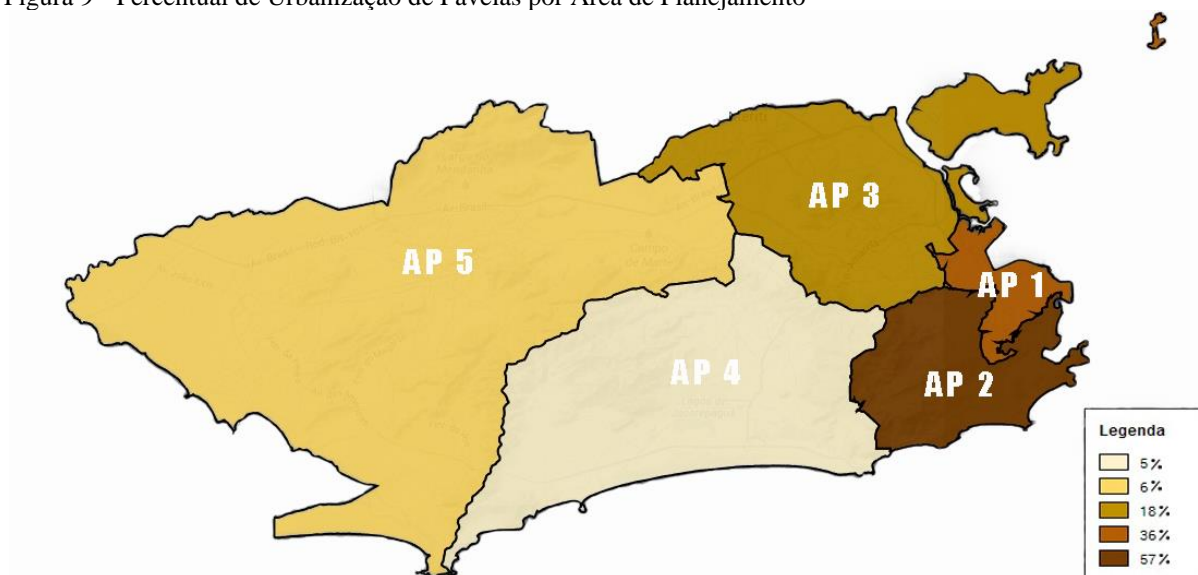 Figura 9 - Percentual de Urbanização de Favelas por Área de Planejamento
AP 3
AP 5
AP 1
AP 4
AP 2
Legenda
5%
6%
18%
36%
57%